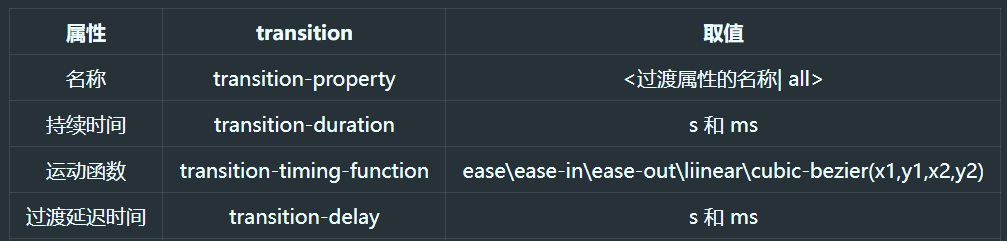 属性 transition 取值
名称 transition-property <过渡属性的名称| all>
持续时间 transition-duration s 和 ms
运动函数 transition-timing-function ease\ease-in\ease-out\liinear\cubic-bezier(x1,y1,x2,y2)
过渡延迟时间 transition-delay s 和 ms